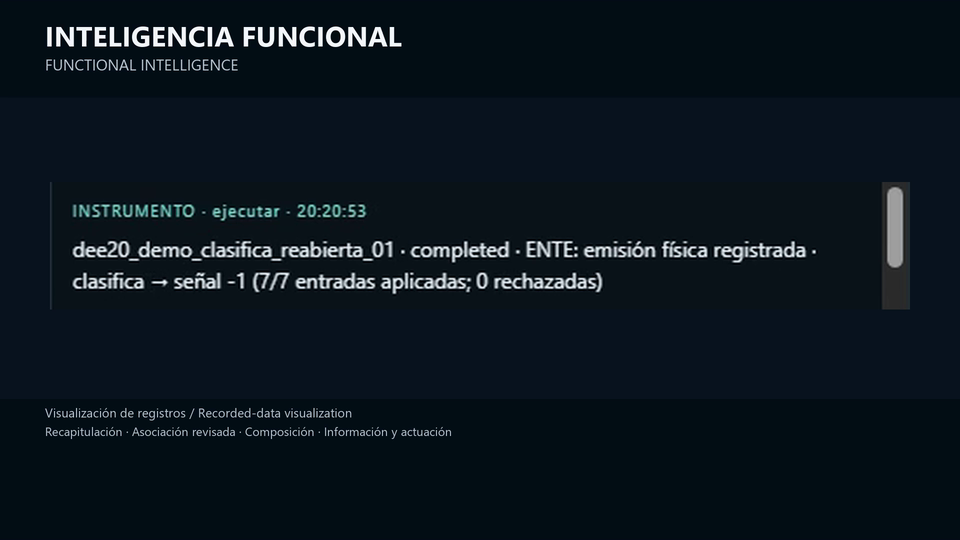 INTELIGENCIA FUNCIONAL
FUNCTIONAL INTELLIGENCE
INSTRUMENTO · ejecutar · 20:20:53
dee20_demo_clasifica_reabierta_01 · completed · ENTE: emisión física registrada ·
clasifica → señal -1 (7/7 entradas aplicadas; 0 rechazadas)
Visualización de registros / Recorded-data visualization
Recapitulación · Asociación revisada · Composición · Información y actuación